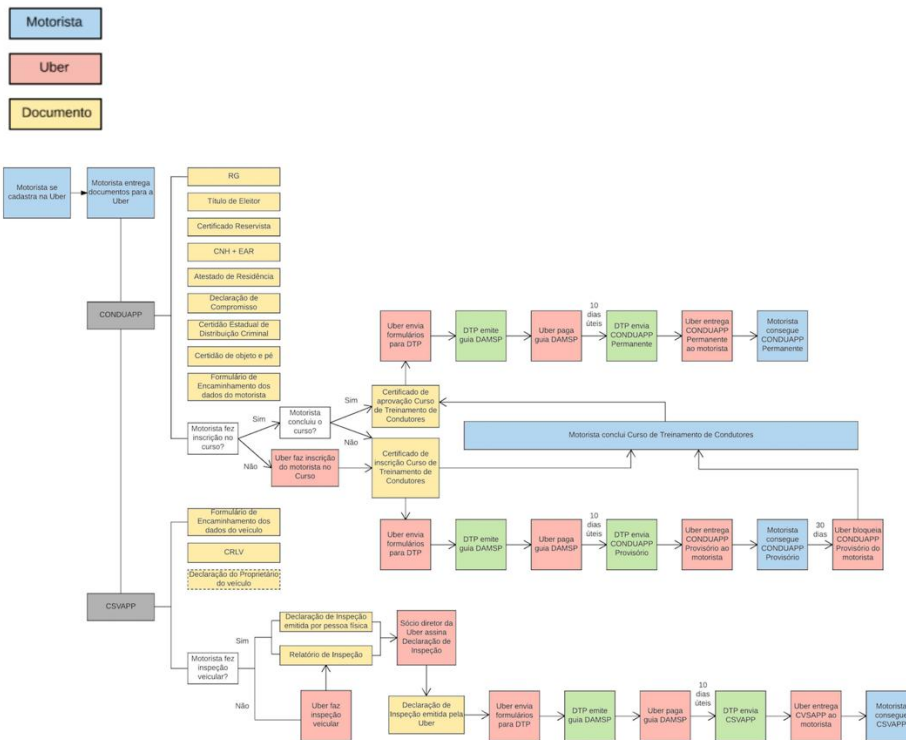 Motorista
Uber
Documento
Motorista se
cadastra na Uber
Motorista entrega
documentos para a
Uber
RG
Título de Eleitor
Certificado Reservista
CNH + EAR
Atestado de Residência
Declaração de
Compromisso
Certidão Estadual de
Distribuição Criminal
Certidão de objeto e pé
Formulário de
Encaminhamento dos
dados do motorista
CONDUAPP
Motorista fez
inscrição no
curso?
Sim
Não
Motorista
concluiu o
curso?
Uber faz inscrição
do motorista no
Curso
Sim
Não
Certificado de
aprovação Curso
de Treinamento de
Condutores
Certificado de
inscrição Curso de
Treinamento de
Condutores
Uber envia
formulários
para DTP
DTP emite
guia DAMSP
Uber paga
guia DAMSP
10
dias
úteis
DTP envia
CONDUAPP
Permanente
Uber entrega
CONDUAPP
Permanente
ao motorista
Motorista
consegue
CONDUAPP
Permanente
Motorista conclui Curso de Treinamento de Condutores
Uber envia
formulários
para DTP
DTP emite
guia DAMSP
Uber paga
guia DAMSP
10
dias
úteis
DTP envia
CONDUAPP
Provisório
Uber entrega
CONDUAPP
Provisório ao
motorista
Motorista
consegue
CONDUAPP
Provisório
30
dias
Uber bloqueia
CONDUAPP
Provisório do
motorista
Formulário de
Encaminhamento dos
dados do veículo
CRLV
Declaração do Proprietário
do veículo
CSVAPP
Motorista fez
inspeção
veicular?
Sim
Não
Declaração de Inspeção
emitida por pessoa física
Relatório de Inspeção
Uber faz
inspeção
veicular
Sócio diretor da
Uber assina
Declaração de
Inspeção
Declaração de
Inspeção emitida pela
Uber
Uber envia
formulários
para DTP
DTP emite
guia DAMSP
Uber paga
guia DAMSP
10
dias
úteis
DTP envia
CSVAPP
Uber entrega
CVSAPP ao
motorista
Motorista
consegue
CSVAPP